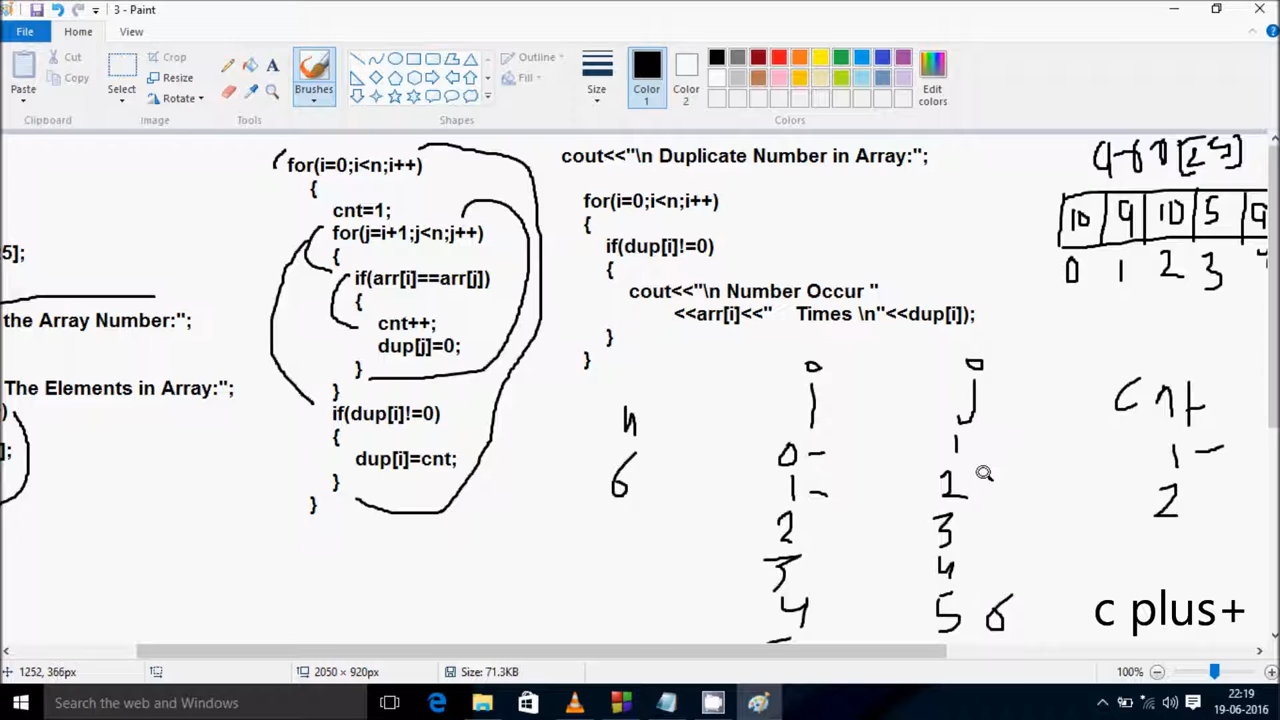 3 - Paint
File
Home
View
Paste
Cut
Copy
Clipboard
Select
Crop
Resize
Rotate
Image
A
Tools
Brushes
Outline
Fill
Shapes
Size
Color 1
Color 2
Edit colors
Colors
5];
the Array Number:";
The Elements in Array:";
)
];
for(i=0;i<n;i++)
{
cnt=1;
for(j=i+1;j<n;j++)
{
if(arr[i]==arr[j])
{
cnt++;
dup[j]=0;
}
}
if(dup[i]!=0)
{
dup[i]=cnt;
}
}
cout<<"\n Duplicate Number in Array:";
for(i=0;i<n;i++)
{
if(dup[i]!=0)
{
cout<<"\n Number Occur "
<<arr[i]<<" Times \n"<<dup[i]);
}
}
10 9 10 5 9
0 1 2 3
n
6
i
0 -
1 -
2
3
4
j
1
2
3
4
5 6
cnt
1 -
2
c plus+
1252, 366px
2050 × 920px
Size: 71.3KB
100%
Search the web and Windows
22:19
19-06-2016